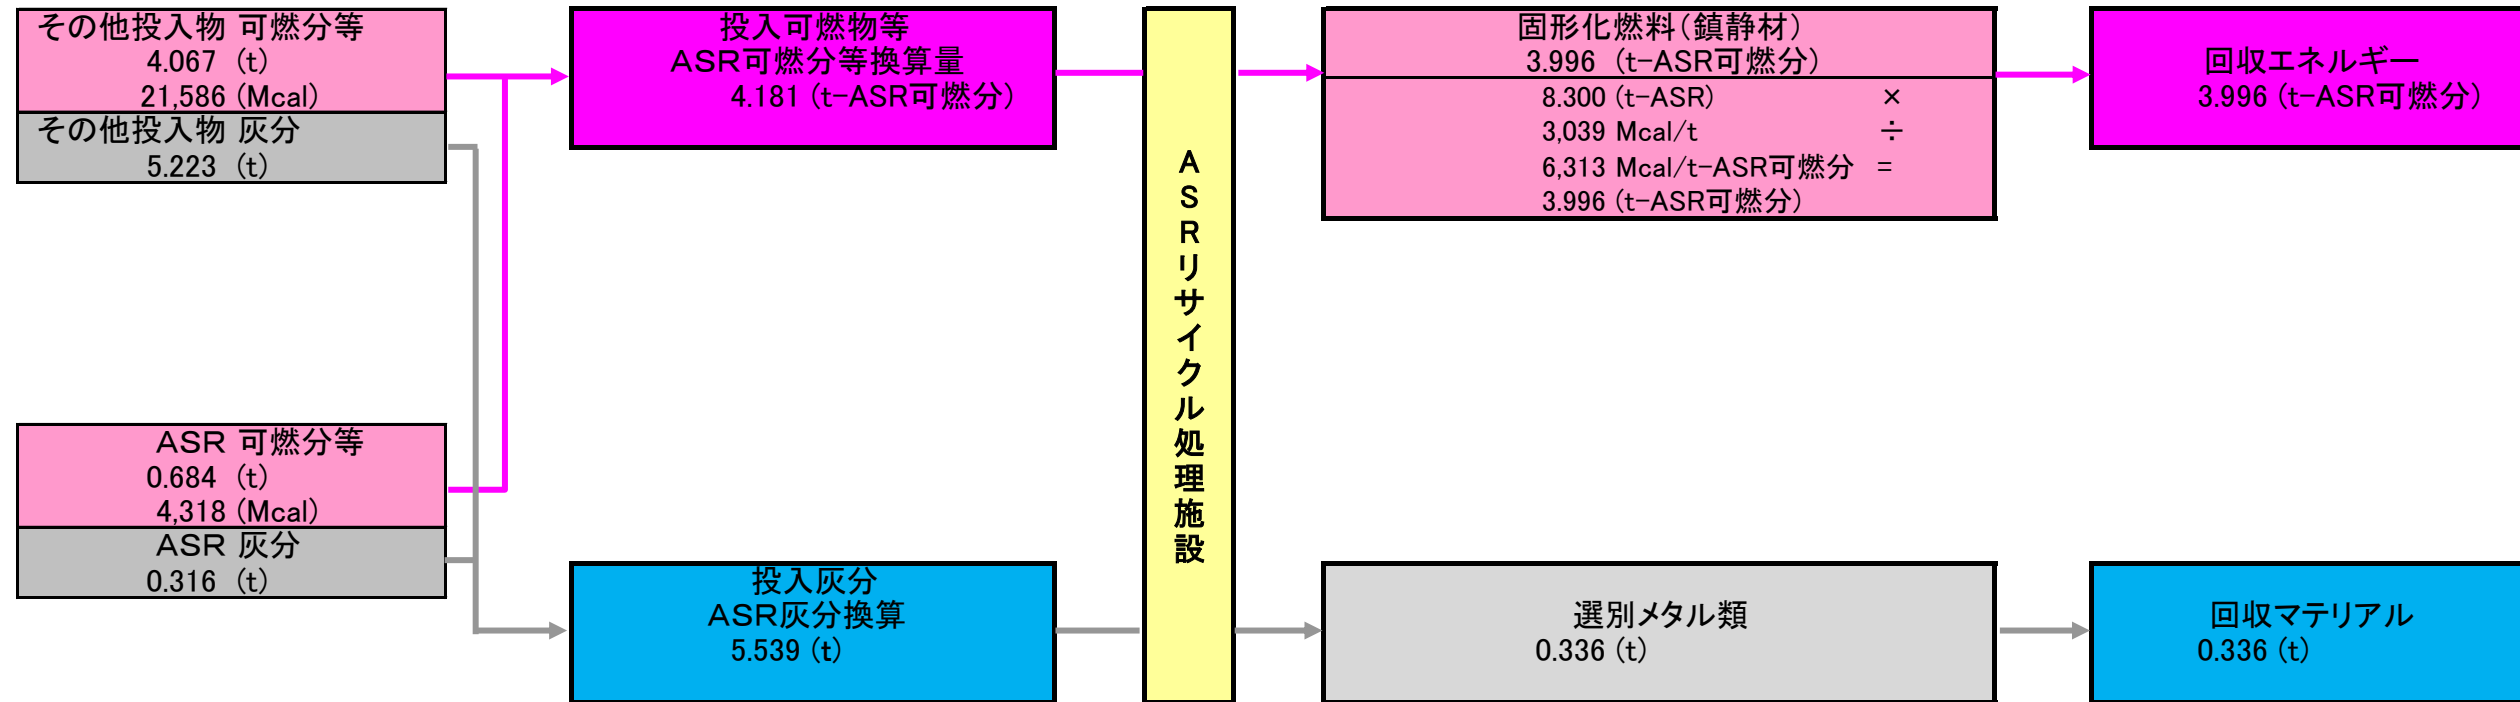 その他投入物 可燃分等
4.067 (t)
21,586 (Mcal)
その他投入物 灰分
5.223 (t)
ASR 可燃分等
0.684 (t)
4,318 (Mcal)
ASR 灰分
0.316 (t)
投入可燃物等
ASR可燃分等換算量
4.181 (t-ASR可燃分)
投入灰分
ASR灰分換算
5.539 (t)
ASRリサイクル処理施設
固形化燃料(鎮静材)
3.996 (t-ASR可燃分)
8.300 (t-ASR) ×
3,039 Mcal/t ÷
6,313 Mcal/t-ASR可燃分 =
3.996 (t-ASR可燃分)
選別メタル類
0.336 (t)
回収エネルギー
3.996 (t-ASR可燃分)
回収マテリアル
0.336 (t)